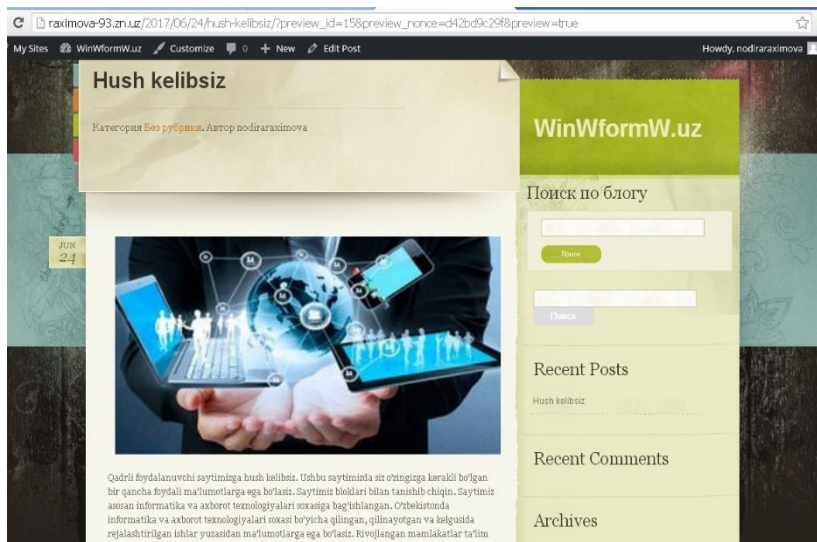 raximova-93.zn.uz/2017/06/24/hush-kelibsiz/?preview_id=15&preview_nonce=d42bd9c29f&preview=true
My Sites WinWformW.uz Customize 0 New Edit Post Howdy, nodiraraximova
Hush kelibsiz
Категория Без рубрики. Автор nodiraraximova
WinWformW.uz
Поиск по блогу
Поиск
Поиск
JUN
24
Recent Posts
Hush kelibsiz
Recent Comments
Archives
Qadrli foydalanuvchi saytimizga hush kelibsiz. Ushbu saytimizda siz o'zingizga kerakli bo'lgan
bir qancha foydali ma'lumotlarga ega bo'lasiz. Saytimiz bloklari bilan tanishib chiqin. Saytimiz
asosan informatika va axborot texnologiyalari soxasiga bag'ishlangan. O'zbekistonda
informatika va axborot texnologiyalari soxasi bo'yicha qilingan, qilinayotgan va kelgusida
rejalashtirilgan ishlar yuzasidan ma'lumotlarga ega bo'lasiz. Rivojlangan mamlakatlar ta'lim